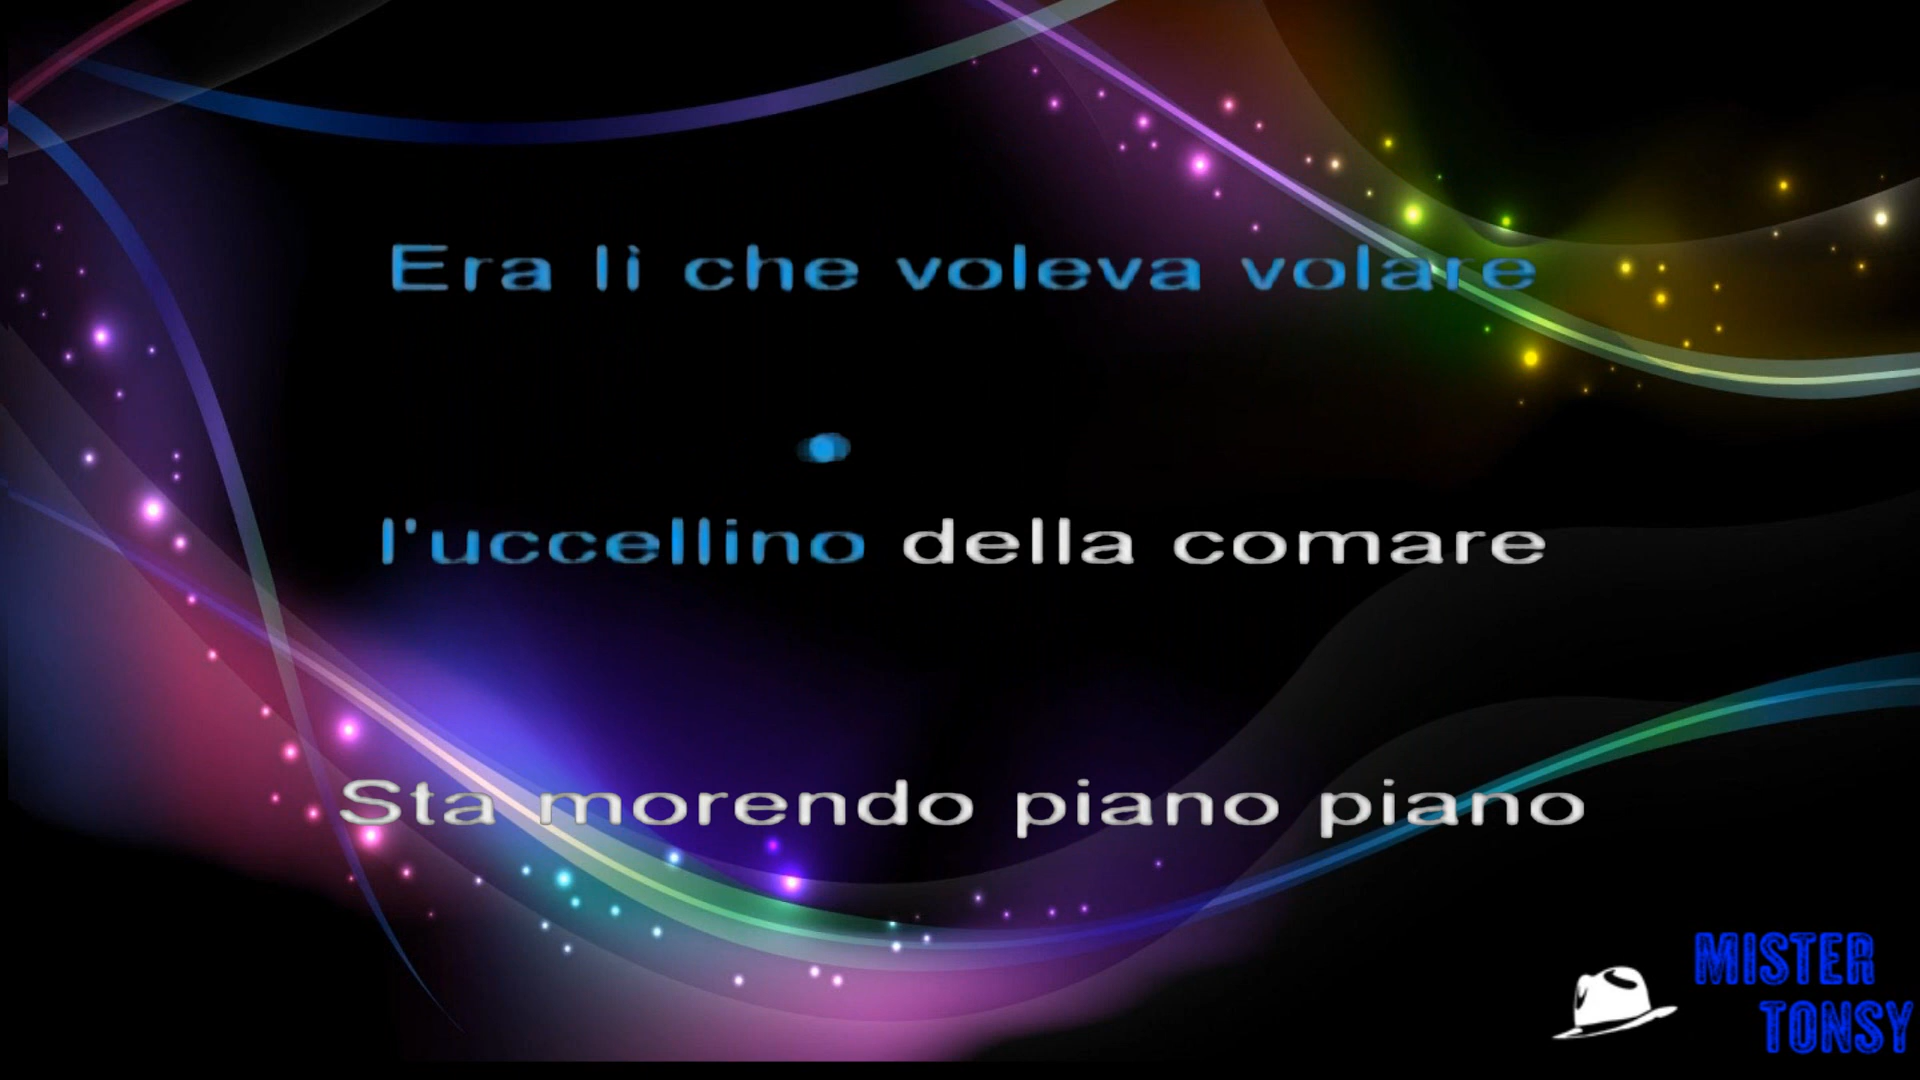 Era lì che voleva volare
l'uccellino della comare
Sta morendo piano piano
MISTER
TONSY